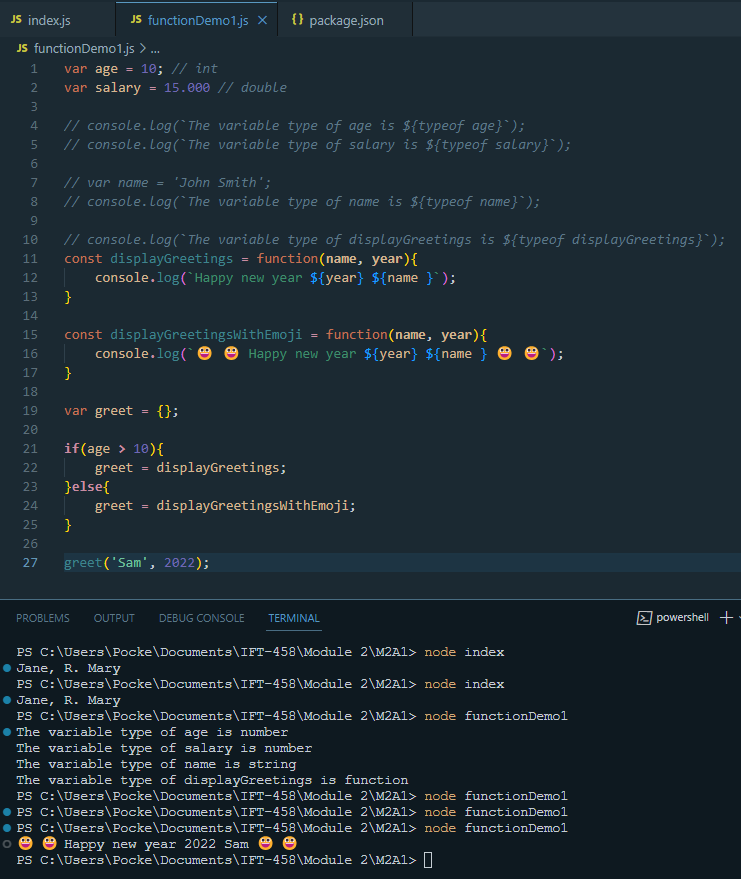 JS index.js
JS functionDemo1.js ×
{} package.json
JS functionDemo1.js > ...
1 var age = 10; // int
2 var salary = 15.000 // double
3
4 // console.log(`The variable type of age is ${typeof age}`);
5 // console.log(`The variable type of salary is ${typeof salary}`);
6
7 // var name = 'John Smith';
8 // console.log(`The variable type of name is ${typeof name}`);
9
10 // console.log(`The variable type of displayGreetings is ${typeof displayGreetings}`);
11 const displayGreetings = function(name, year){
12     console.log(`Happy new year ${year} ${name }`);
13 }
14
15 const displayGreetingsWithEmoji = function(name, year){
16     console.log(`😀 😀 Happy new year ${year} ${name } 😀 😀`);
17 }
18
19 var greet = {};
20
21 if(age > 10){
22     greet = displayGreetings;
23 }else{
24     greet = displayGreetingsWithEmoji;
25 }
26
27 greet('Sam', 2022);
PROBLEMS OUTPUT DEBUG CONSOLE TERMINAL powershell +
PS C:\Users\Pocke\Documents\IFT-458\Module 2\M2A1> node index
Jane, R. Mary
PS C:\Users\Pocke\Documents\IFT-458\Module 2\M2A1> node index
Jane, R. Mary
PS C:\Users\Pocke\Documents\IFT-458\Module 2\M2A1> node functionDemo1
The variable type of age is number
The variable type of salary is number
The variable type of name is string
The variable type of displayGreetings is function
PS C:\Users\Pocke\Documents\IFT-458\Module 2\M2A1> node functionDemo1
PS C:\Users\Pocke\Documents\IFT-458\Module 2\M2A1> node functionDemo1
PS C:\Users\Pocke\Documents\IFT-458\Module 2\M2A1> node functionDemo1
😀 😀 Happy new year 2022 Sam 😀 😀
PS C:\Users\Pocke\Documents\IFT-458\Module 2\M2A1>